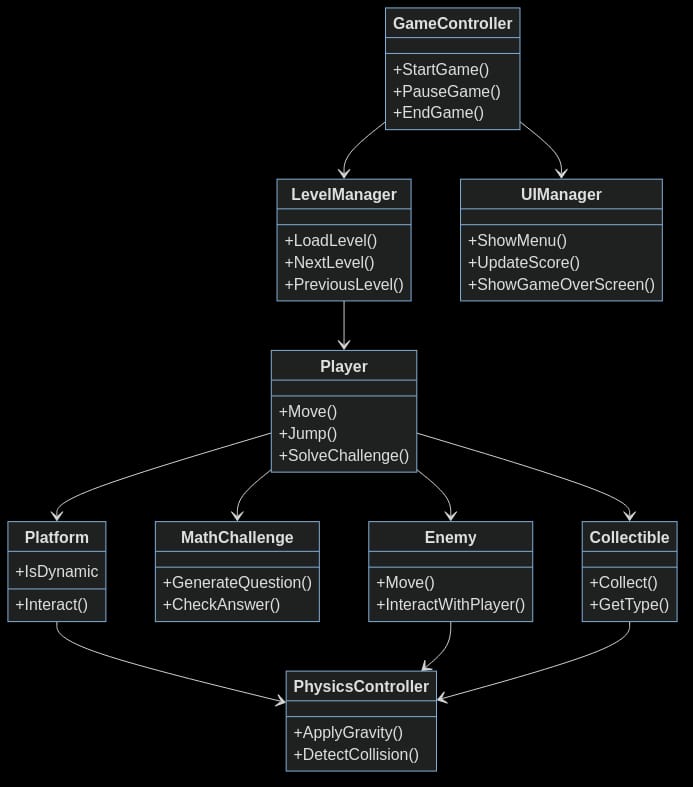 GameController
+StartGame()
+PauseGame()
+EndGame()
LevelManager
+LoadLevel()
+NextLevel()
+PreviousLevel()
UIManager
+ShowMenu()
+UpdateScore()
+ShowGameOverScreen()
Player
+Move()
+Jump()
+SolveChallenge()
Platform
+IsDynamic
+Interact()
MathChallenge
+GenerateQuestion()
+CheckAnswer()
Enemy
+Move()
+InteractWithPlayer()
Collectible
+Collect()
+GetType()
PhysicsController
+ApplyGravity()
+DetectCollision()